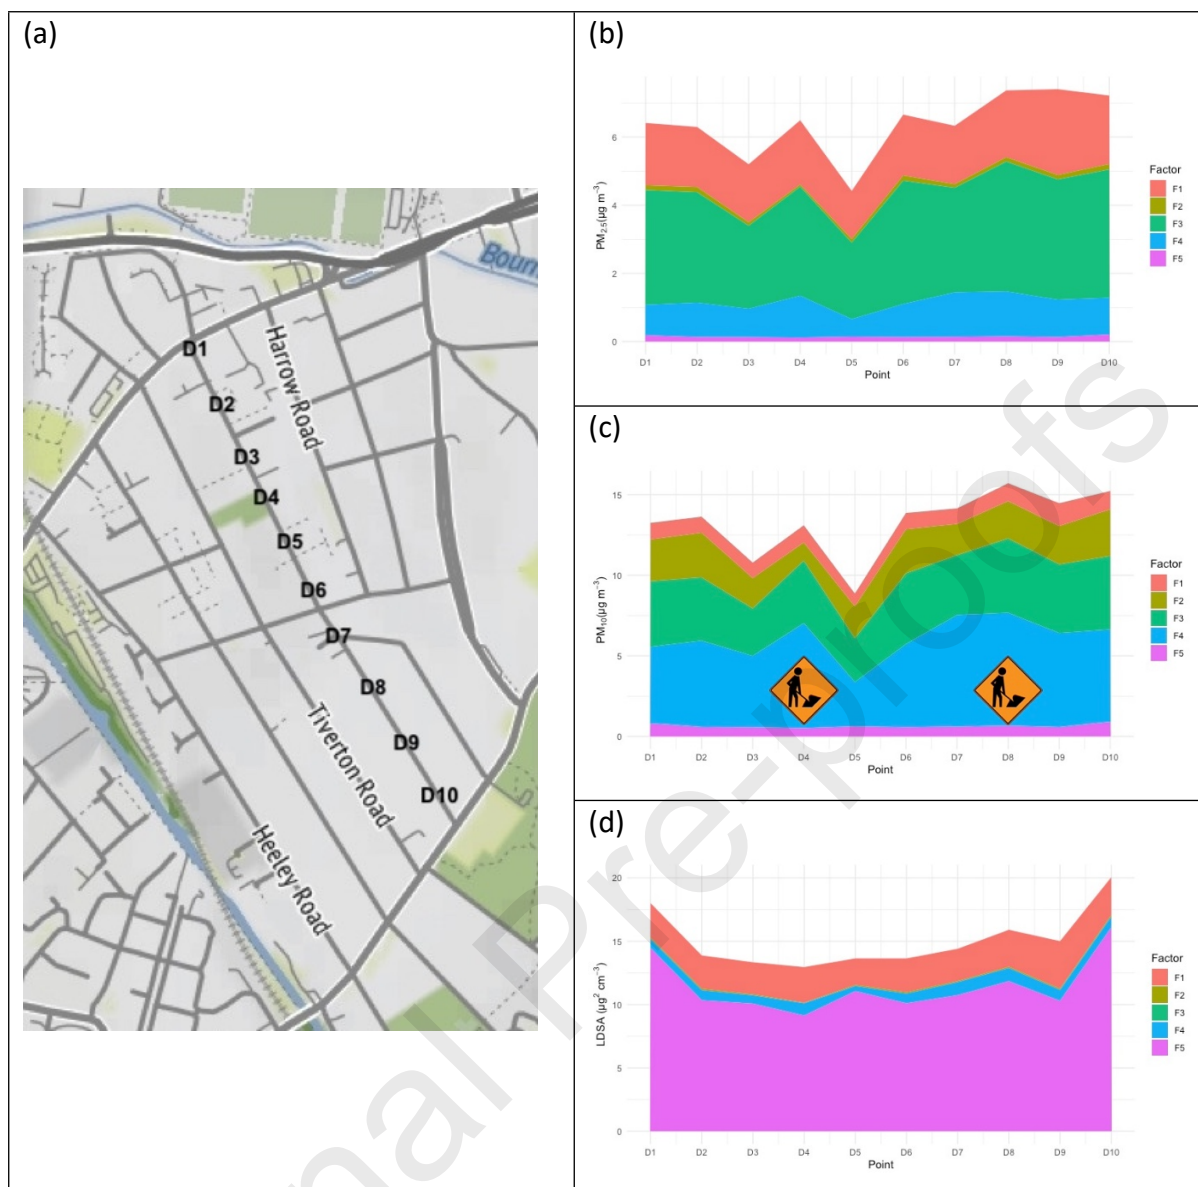 (a)
Bourn
Harrow Road
D1
D2
D3
D4
D5
D6
D7
D8
D9
D10
Tiverton Road
Heeley Road
(b)
PM2.5(µg m⁻³)
6
4
2
0
D1 D2 D3 D4 D5 D6 D7 D8 D9 D10
Point
Factor
F1
F2
F3
F4
F5
(c)
PM10(µg m⁻³)
15
10
5
0
D1 D2 D3 D4 D5 D6 D7 D8 D9 D10
Point
Factor
F1
F2
F3
F4
F5
(d)
LDSA (µg² cm⁻³)
20
15
10
5
0
D1 D2 D3 D4 D5 D6 D7 D8 D9 D10
Point
Factor
F1
F2
F3
F4
F5
nal Pre-proofs